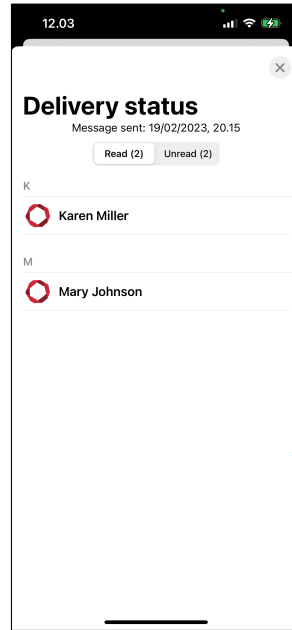 12.03
Delivery status
Message sent: 19/02/2023, 20.15
Read (2) Unread (2)
K
Karen Miller
M
Mary Johnson